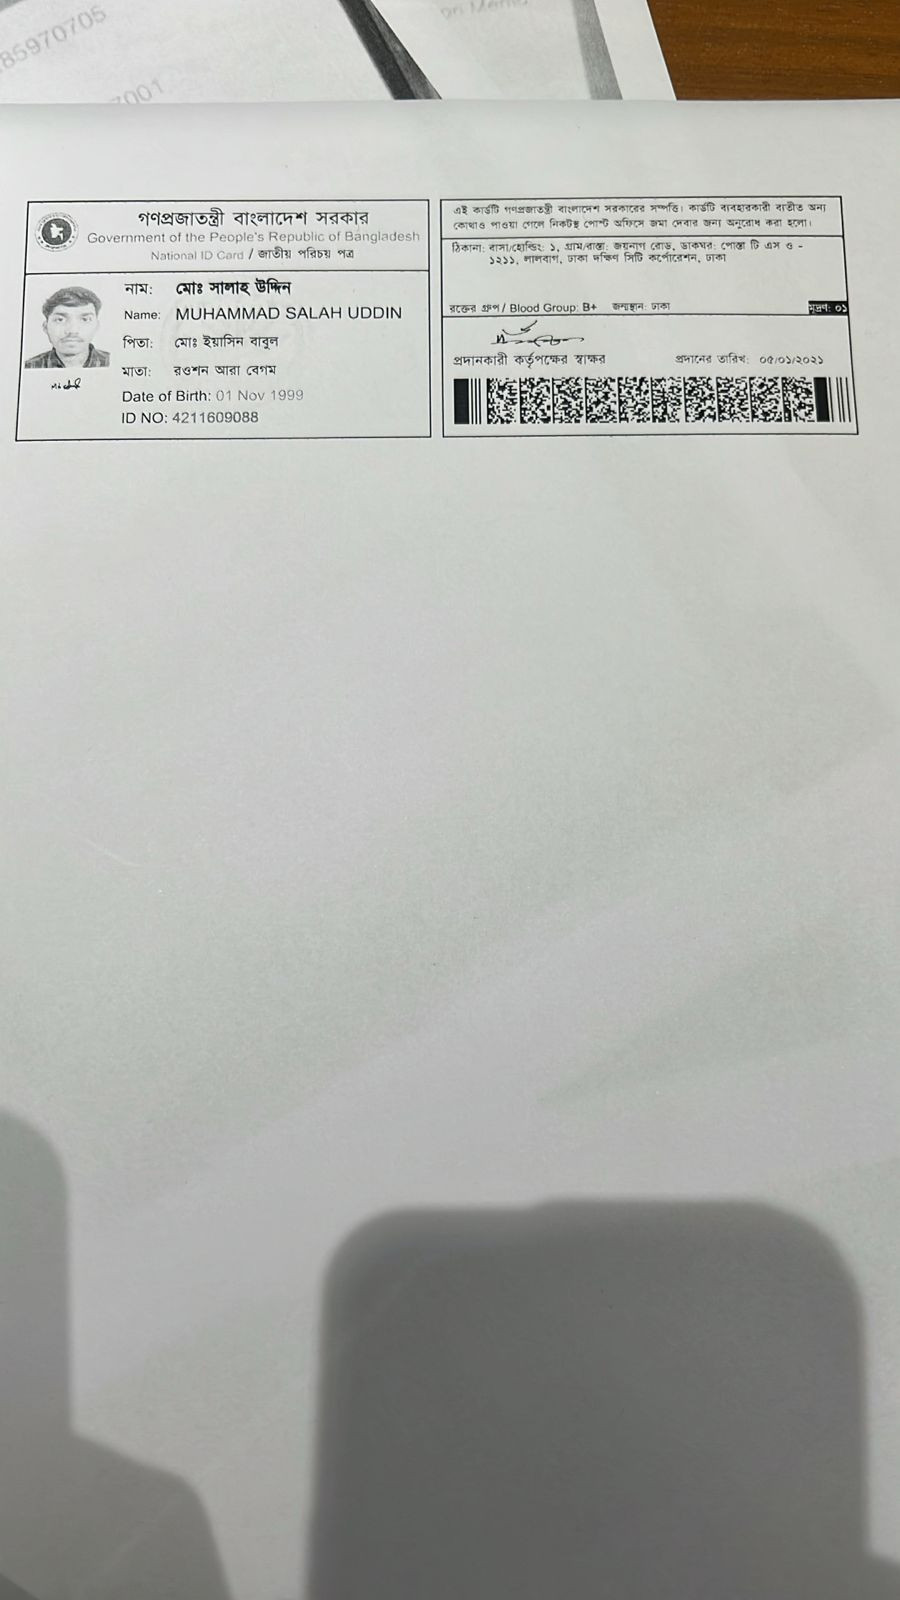 85970705
7001
on Memo
গণপ্রজাতন্ত্রী বাংলাদেশ সরকার
Government of the People's Republic of Bangladesh
National ID Card / জাতীয় পরিচয় পত্র
নাম: মোঃ সালাহ উদ্দিন
Name: MUHAMMAD SALAH UDDIN
পিতা: মোঃ ইয়াসিন বাবুল
মাতা: রওশন আরা বেগম
Date of Birth: 01 Nov 1999
ID NO: 4211609088
এই কার্ডটি গণপ্রজাতন্ত্রী বাংলাদেশ সরকারের সম্পত্তি। কার্ডটি ব্যবহারকারী ব্যতীত অন্য
কোথাও পাওয়া গেলে নিকটস্থ পোস্ট অফিসে জমা দেবার জন্য অনুরোধ করা হলো।
ঠিকানা: বাসা/হোল্ডিং: ১, গ্রাম/রাস্তা: জয়নাগ রোড, ডাকঘর: পোস্তা টি এস ও -
১২১১, লালবাগ, ঢাকা দক্ষিণ সিটি কর্পোরেশন, ঢাকা
রক্তের গ্রুপ / Blood Group: B+ জন্মস্থান: ঢাকা মুদ্রণ: ০১
প্রদানকারী কর্তৃপক্ষের স্বাক্ষর প্রদানের তারিখ: ০৫/০১/২০২১